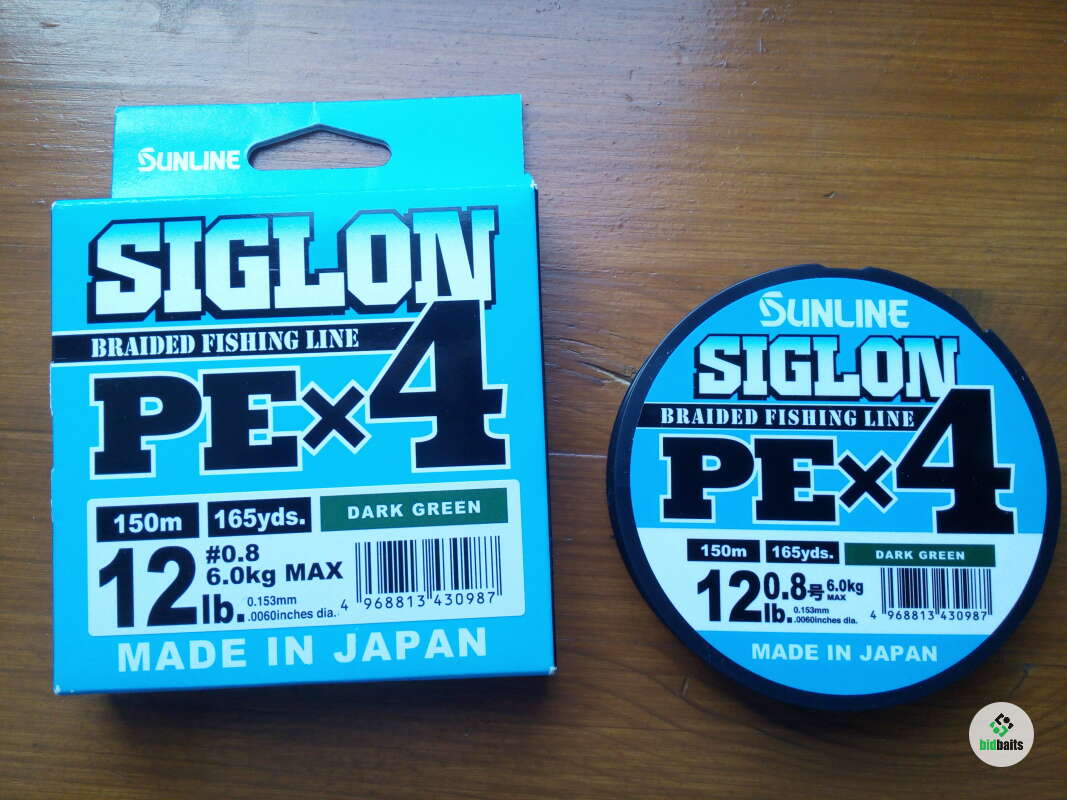 SUNLINE
SIGLON
BRAIDED FISHING LINE
PE×4
150m 165yds. DARK GREEN
12lb. #0.8
6.0kg MAX
0.153mm
.0060inches dia.
4 968813 430987
MADE IN JAPAN
SUNLINE
SIGLON
BRAIDED FISHING LINE
PE×4
150m 165yds. DARK GREEN
12lb. 0.8号 6.0kg
MAX
0.153mm
.0060inches dia.
4 968813 430987
MADE IN JAPAN
bidbaits